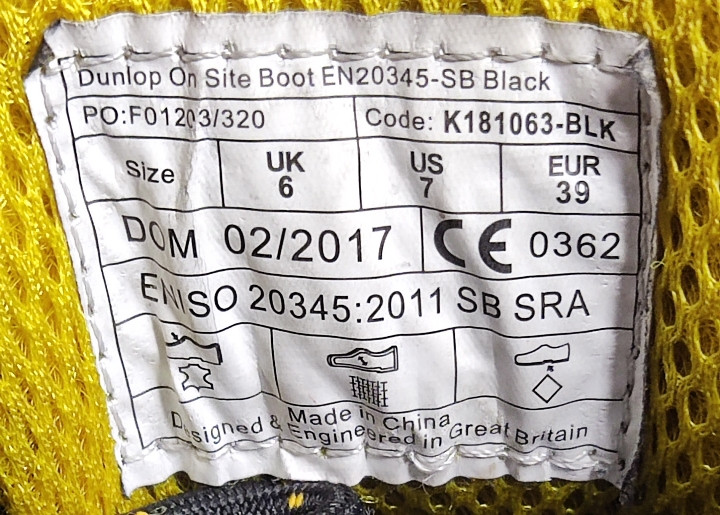 Dunlop On Site Boot EN20345-SB Black
PO:F01203/320 Code: K181063-BLK
Size UK 6 US 7 EUR 39
DOM 02/2017 CE 0362
EN ISO 20345:2011 SB SRA
Made in China
Designed & Engineered in Great Britain